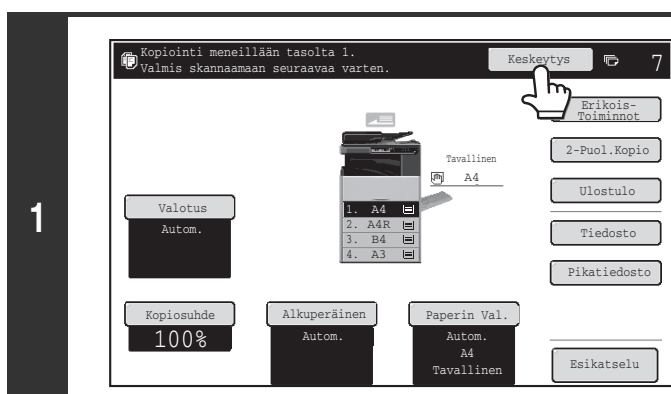 Kopiointi meneillään tasolta 1.
Valmis skannaamaan seuraavaa varten.
Keskeytys
7
Erikois-
Toiminnot
2-Puol.Kopio
Ulostulo
Tiedosto
Pikatiedosto
Esikatselu
Tavallinen
A4
1. A4
2. A4R
3. B4
4. A3
1
Valotus
Autom.
Kopiosuhde
100%
Alkuperäinen
Autom.
Paperin Val.
Autom.
A4
Tavallinen